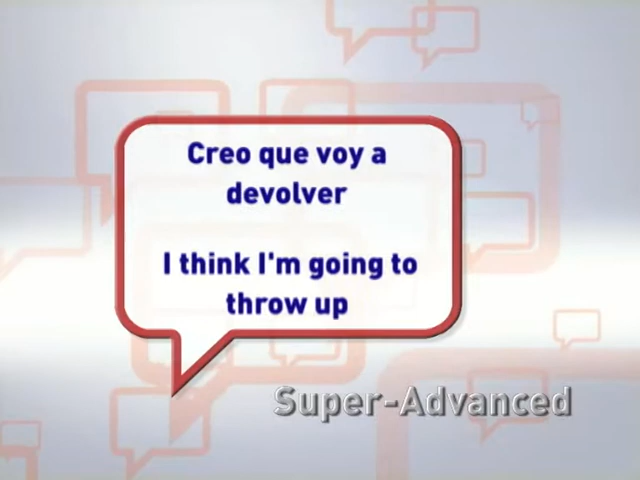 Creo que voy a
devolver
I think I'm going to
throw up
Super-Advanced